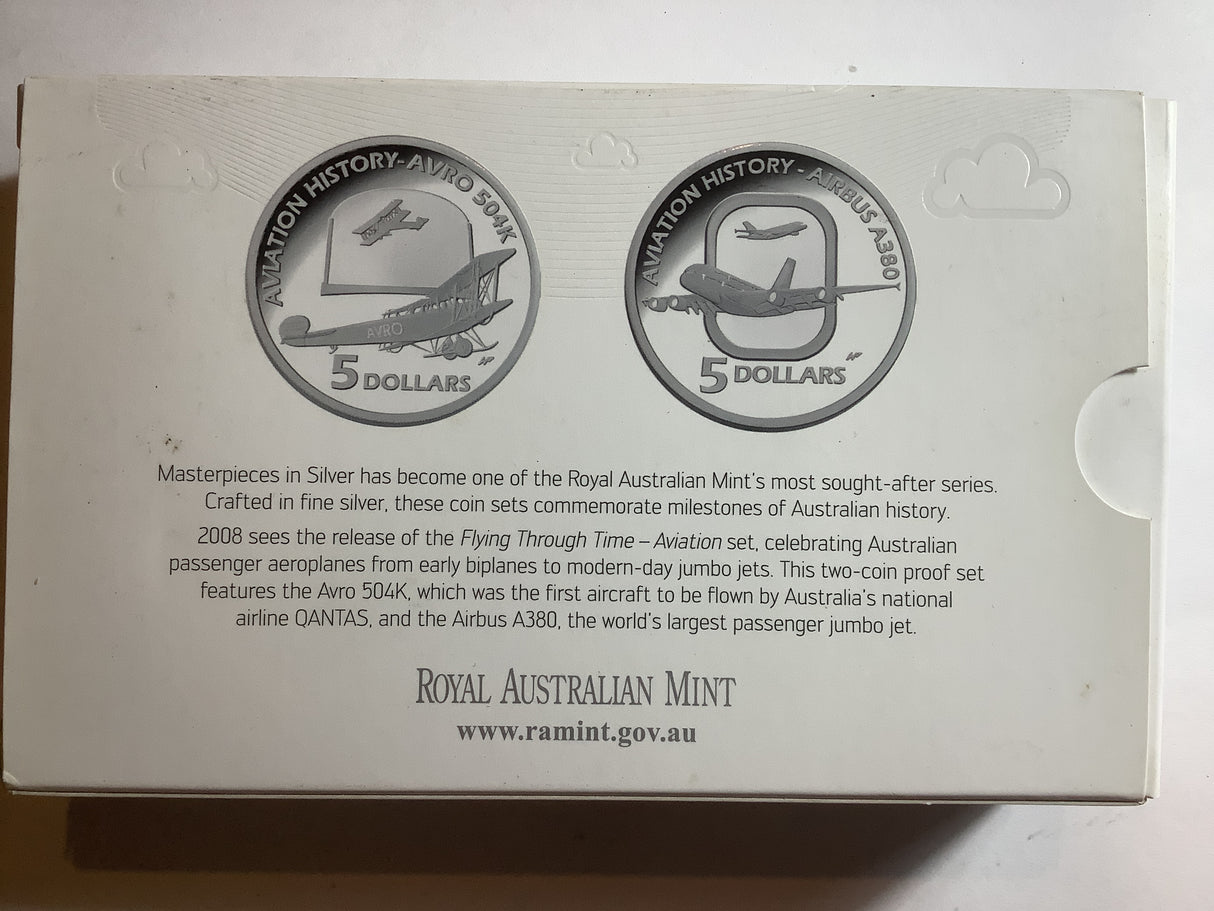 AVIATION HISTORY-AVRO 504K
AVRO
5 DOLLARS
HP
AVIATION HISTORY - AIRBUS A380
5 DOLLARS
HP
Masterpieces in Silver has become one of the Royal Australian Mint's most sought-after series.
Crafted in fine silver, these coin sets commemorate milestones of Australian history.
2008 sees the release of the Flying Through Time – Aviation set, celebrating Australian
passenger aeroplanes from early biplanes to modern-day jumbo jets. This two-coin proof set
features the Avro 504K, which was the first aircraft to be flown by Australia's national
airline QANTAS, and the Airbus A380, the world's largest passenger jumbo jet.
ROYAL AUSTRALIAN MINT
www.ramint.gov.au